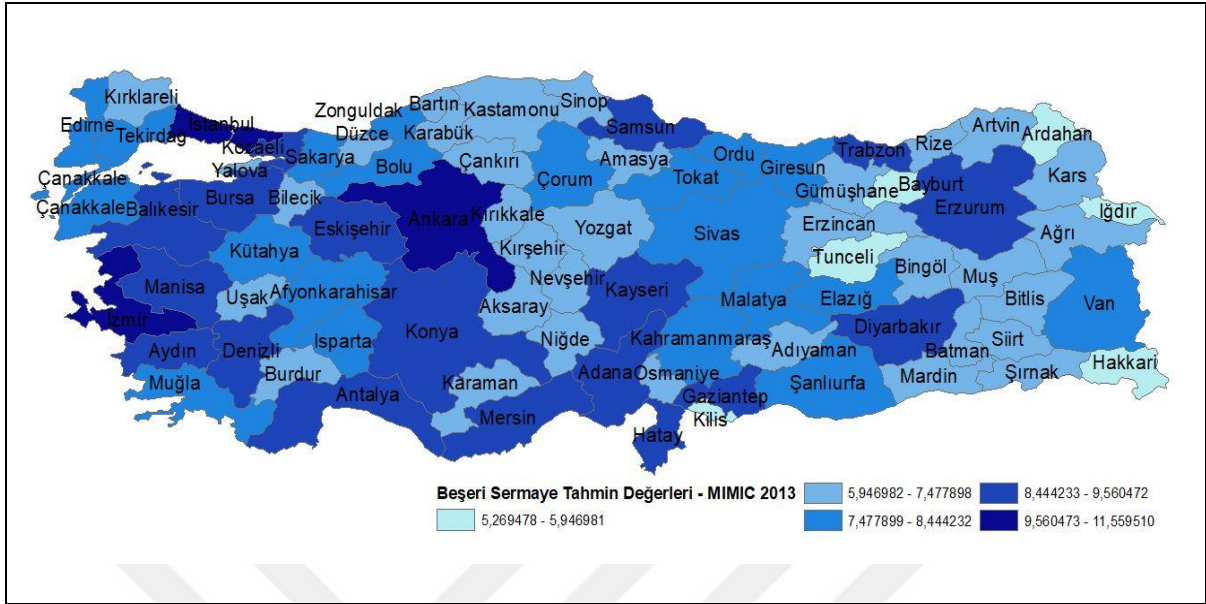 Kırklareli
Edirne
Tekirdağ
İstanbul
Kocaeli
Yalova
Sakarya
Zonguldak
Düzce
Bartın
Karabük
Bolu
Kastamonu
Çankırı
Sinop
Samsun
Amasya
Çorum
Ordu
Tokat
Giresun
Trabzon
Gümüşhane
Bayburt
Rize
Artvin
Ardahan
Kars
Iğdır
Ağrı
Erzurum
Erzincan
Çanakkale
Çanakkale
Balıkesir
Bursa
Bilecik
Eskişehir
Ankara
Kırıkkale
Kırşehir
Yozgat
Sivas
Tunceli
Bingöl
Muş
Bitlis
Van
Kütahya
Manisa
Uşak
Afyonkarahisar
İzmir
Aydın
Denizli
Isparta
Burdur
Muğla
Antalya
Konya
Aksaray
Nevşehir
Niğde
Kayseri
Malatya
Elazığ
Diyarbakır
Batman
Siirt
Şırnak
Hakkari
Mardin
Şanlıurfa
Adıyaman
Kahramanmaraş
Osmaniye
Adana
Gaziantep
Kilis
Hatay
Mersin
Karaman
Beşeri Sermaye Tahmin Değerleri - MIMIC 2013
5,269478 - 5,946981
5,946982 - 7,477898
7,477899 - 8,444232
8,444233 - 9,560472
9,560473 - 11,559510